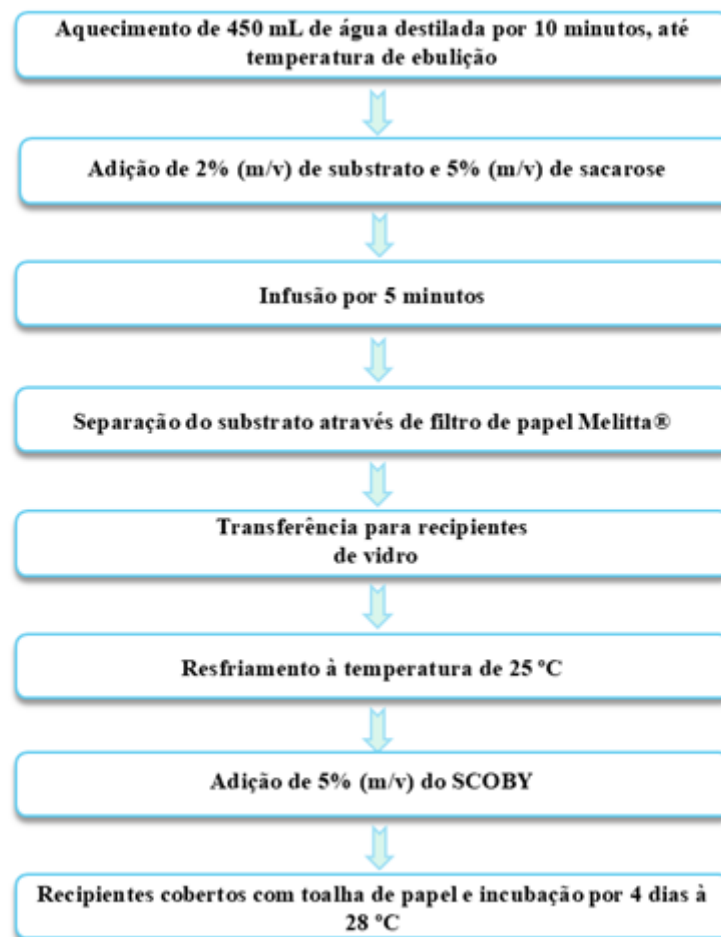 Aquecimento de 450 mL de água destilada por 10 minutos, até
temperatura de ebulição
Adição de 2% (m/v) de substrato e 5% (m/v) de sacarose
Infusão por 5 minutos
Separação do substrato através de filtro de papel Melitta®
Transferência para recipientes
de vidro
Resfriamento à temperatura de 25 ºC
Adição de 5% (m/v) do SCOBY
Recipientes cobertos com toalha de papel e incubação por 4 dias à
28 ºC